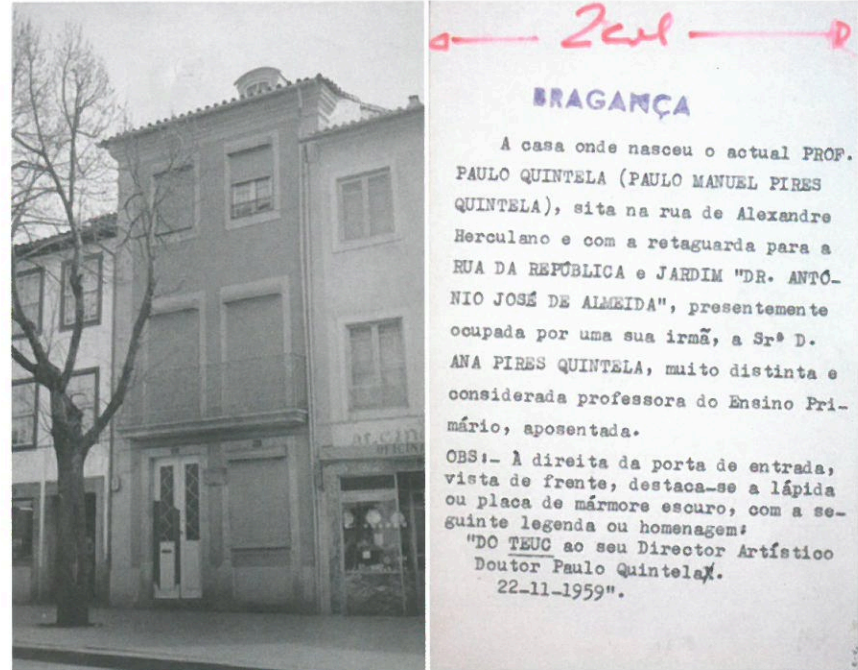 2 col
BRAGANÇA
A casa onde nasceu o actual PROF.
PAULO QUINTELA (PAULO MANUEL PIRES
QUINTELA), sita na rua de Alexandre
Herculano e com a retaguarda para a
RUA DA REPÚBLICA e JARDIM "DR. ANTÓ-
NIO JOSÉ DE ALMEIDA", presentemente
ocupada por uma sua irmã, a Srª D.
ANA PIRES QUINTELA, muito distinta e
considerada professora do Ensino Pri-
mário, aposentada.
OBS:- À direita da porta de entrada,
vista de frente, destaca-se a lápida
ou placa de mármore escuro, com a se-
guinte legenda ou homenagem:
"DO TEUC ao seu Director Artístico
Doutor Paulo Quintela.
22-11-1959".